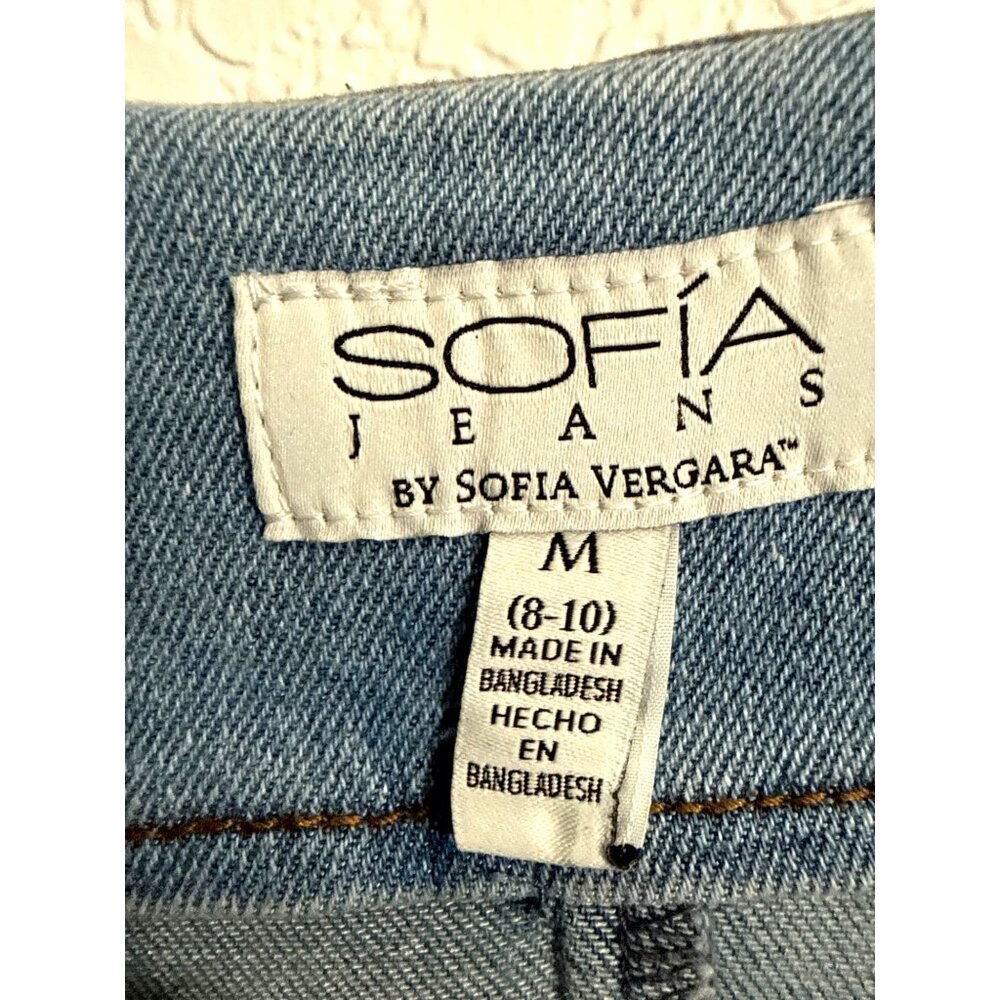 SOFÍA
JEANS
BY SOFIA VERGARA™
M
(8-10)
MADE IN
BANGLADESH
HECHO
EN
BANGLADESH